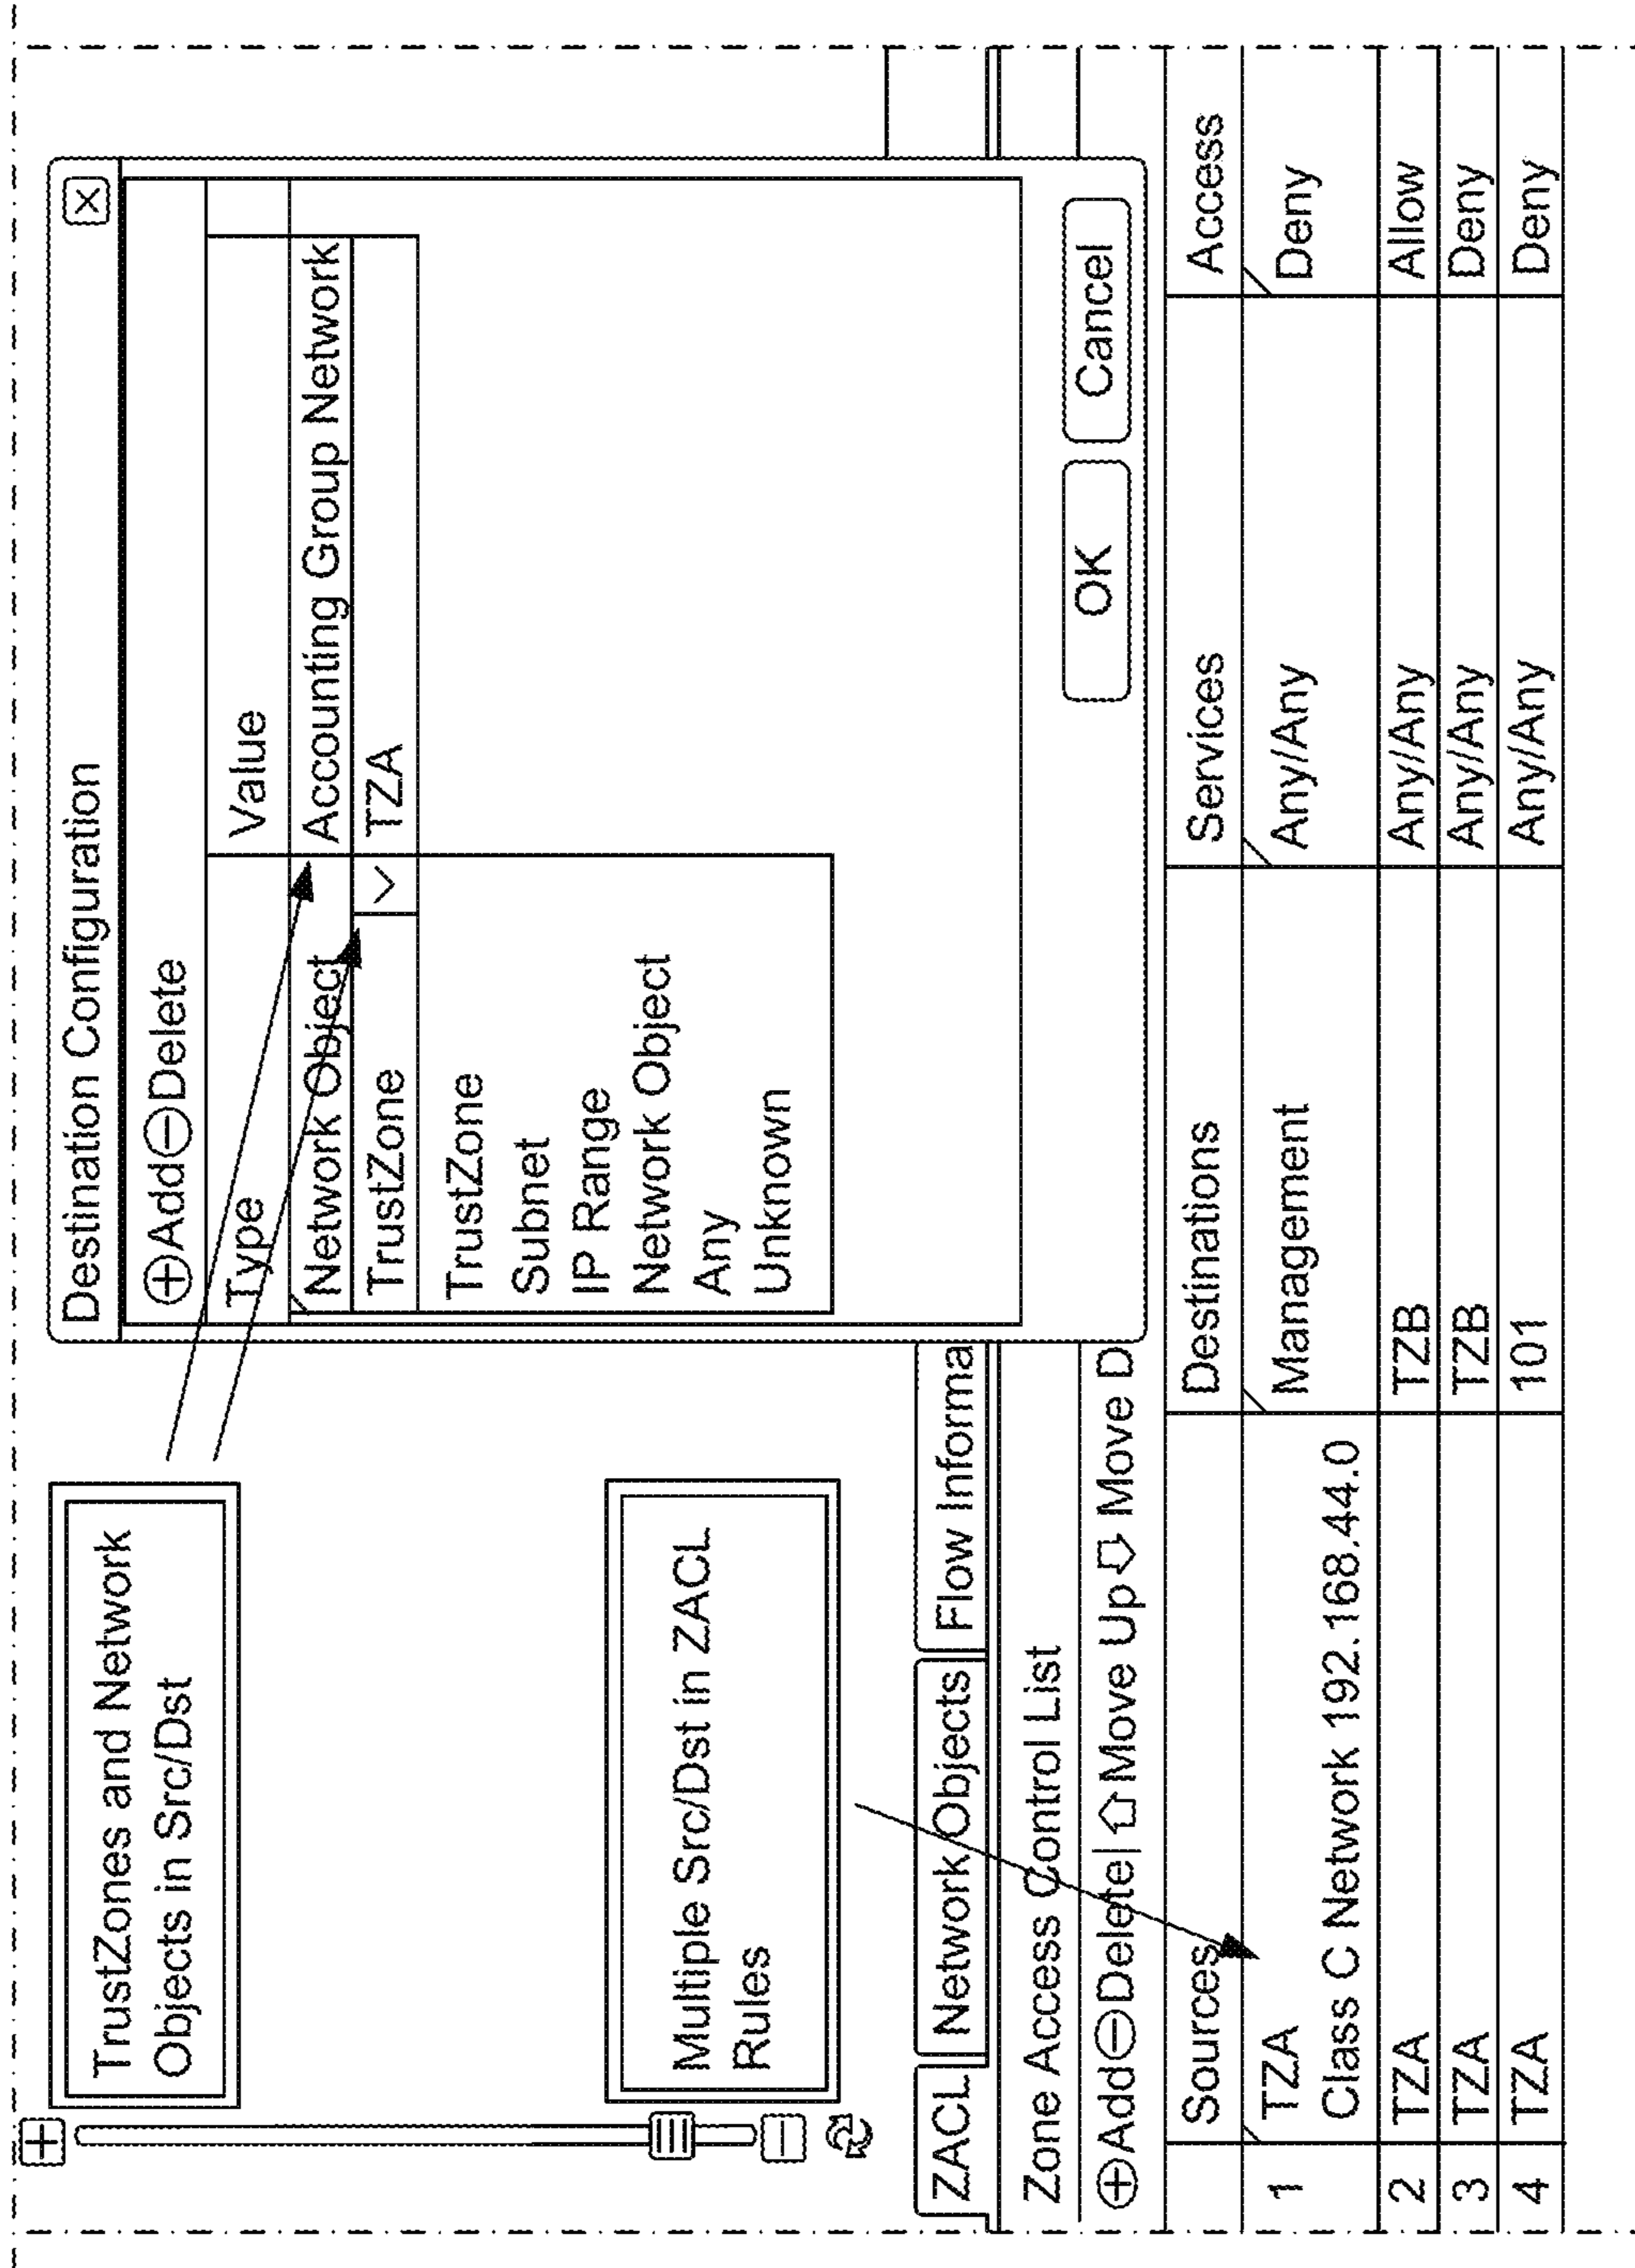 TrustZones and Network
Objects in Src/Dst
Multiple Src/Dst in ZACL
Rules
Destination Configuration
Add Delete
Type Value
Network Object Accounting Group Network
TrustZone TZA
TrustZone
Subnet
IP Range
Network Object
Any
Unknown
OK Cancel
ZACL Network Objects Flow Informa
Zone Access Control List
Add Delete| Move Up Move D
Sources Destinations Services Access
1 TZA Management Any/Any Deny
Class C Network 192.168.44.0
2 TZA TZB Any/Any Allow
3 TZA TZB Any/Any Deny
4 TZA 101 Any/Any Deny